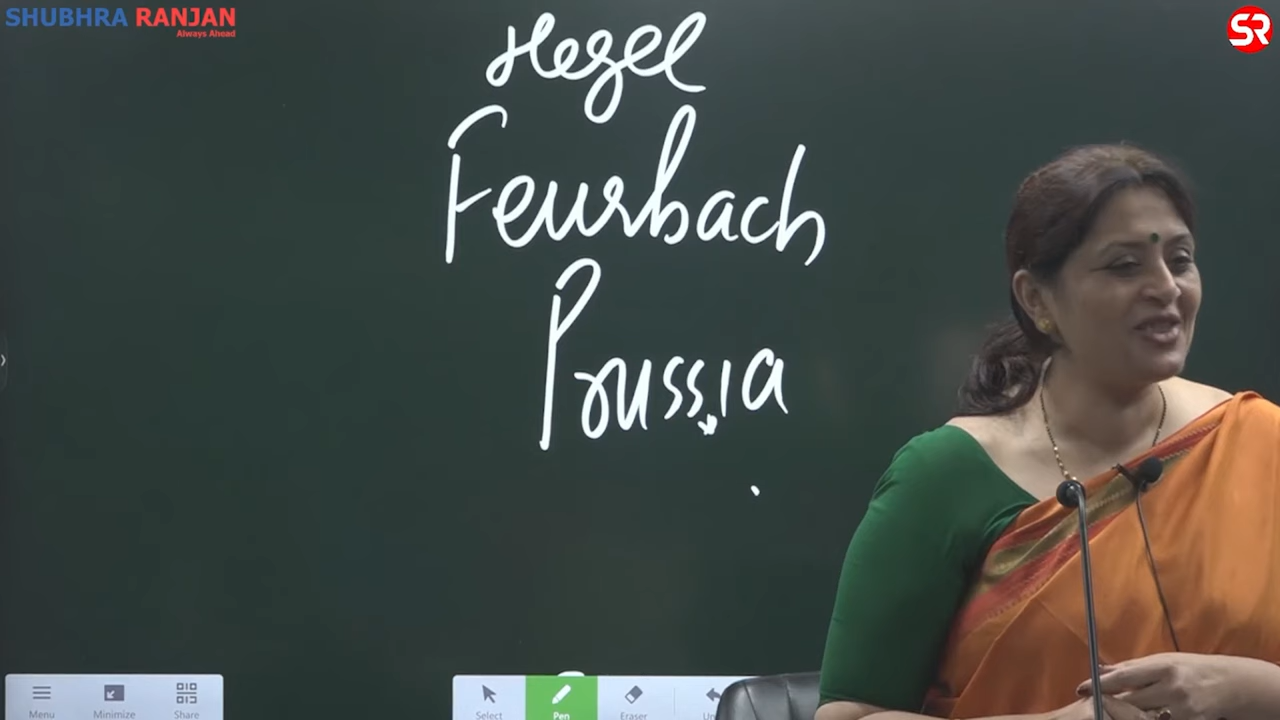 SHUBHRA RANJAN
Always Ahead
SR
Hegel
Feurbach
Prussia
Menu
Minimize
Share
Select
Pen
Eraser